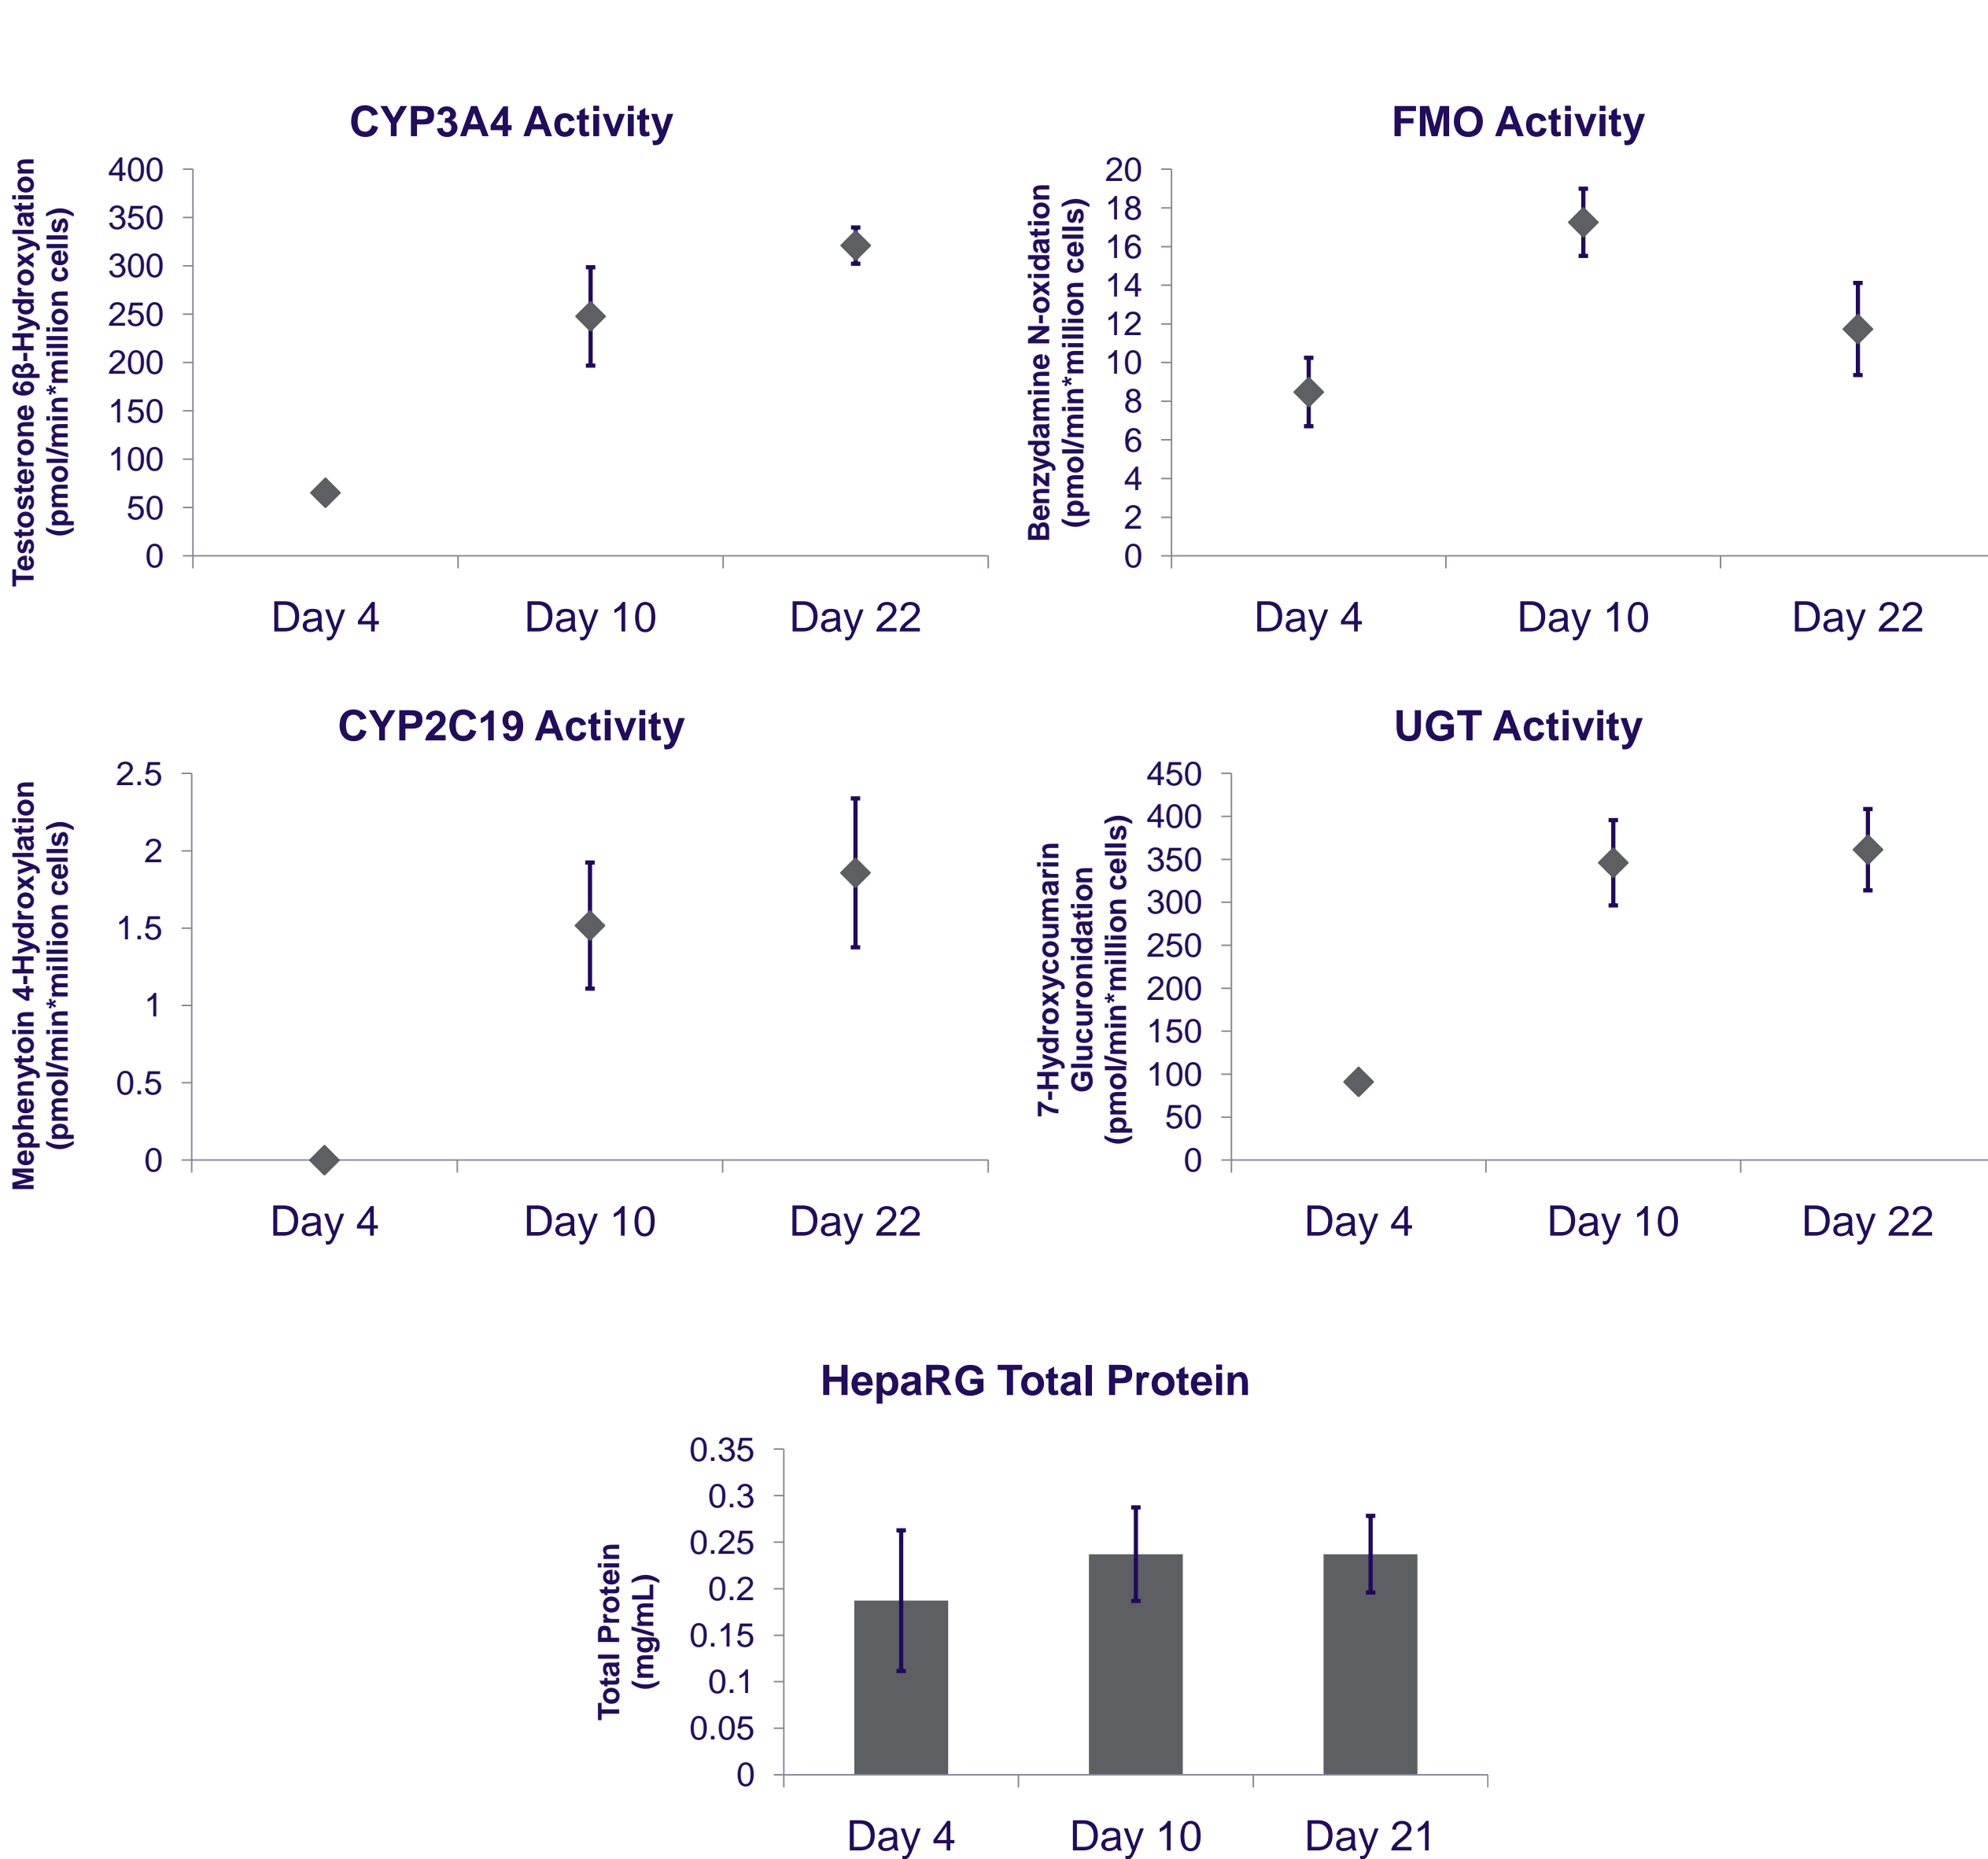 CYP3A4 Activity
Testosterone 6β-Hydroxylation
(pmol/min*million cells)
400
350
300
250
200
150
100
50
0
Day 4
Day 10
Day 22
FMO Activity
Benzydamine N-oxidation
(pmol/min*million cells)
20
18
16
14
12
10
8
6
4
2
0
Day 4
Day 10
Day 22
CYP2C19 Activity
Mephenytoin 4-Hydroxylation
(pmol/min*million cells)
2.5
2
1.5
1
0.5
0
Day 4
Day 10
Day 22
UGT Activity
7-Hydroxycoumarin
Glucuronidation
(pmol/min*million cells)
450
400
350
300
250
200
150
100
50
0
Day 4
Day 10
Day 22
HepaRG Total Protein
Total Protein
(mg/mL)
0.35
0.3
0.25
0.2
0.15
0.1
0.05
0
Day 4
Day 10
Day 21